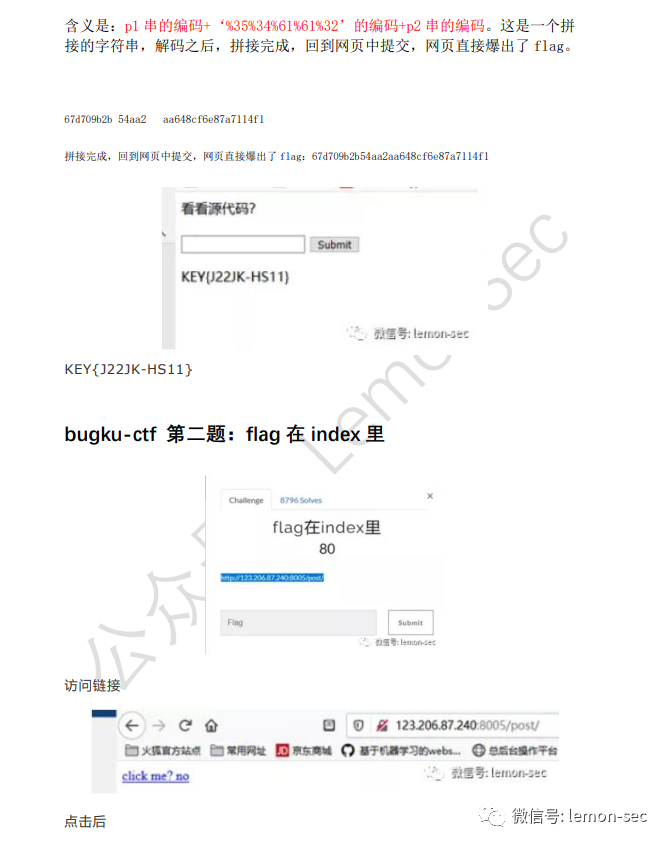 含义是：p1 串的编码+‘%35%34%61%61%32’的编码+p2 串的编码。这是一个拼
接的字符串，解码之后，拼接完成，回到网页中提交，网页直接爆出了 flag。
67d709b2b 54aa2 aa648cf6e87a7114f1
拼接完成，回到网页中提交，网页直接爆出了 flag：67d709b2b54aa2aa648cf6e87a7114f1
看看源代码?
Submit
KEY{J22JK-HS11}
微信号: lemon-sec
KEY{J22JK-HS11}
bugku-ctf 第二题：flag 在 index 里
Challenge 8796 Solves ×
flag在index里
80
http://123.206.87.240:8005/post/
Flag Submit
微信号: lemon-sec
访问链接
123.206.87.240:8005/post/
火狐官方站点 常用网址 JD 京东商城 基于机器学习的webs... 总后台操作平台
click me? no
微信号: lemon-sec
点击后
微信号: lemon-sec